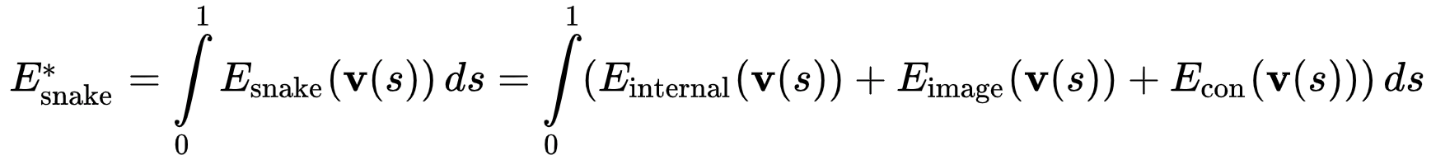 E*snake = ∫₀¹ Esnake(v(s)) ds = ∫₀¹ (Einternal(v(s)) + Eimage(v(s)) + Econ(v(s))) ds